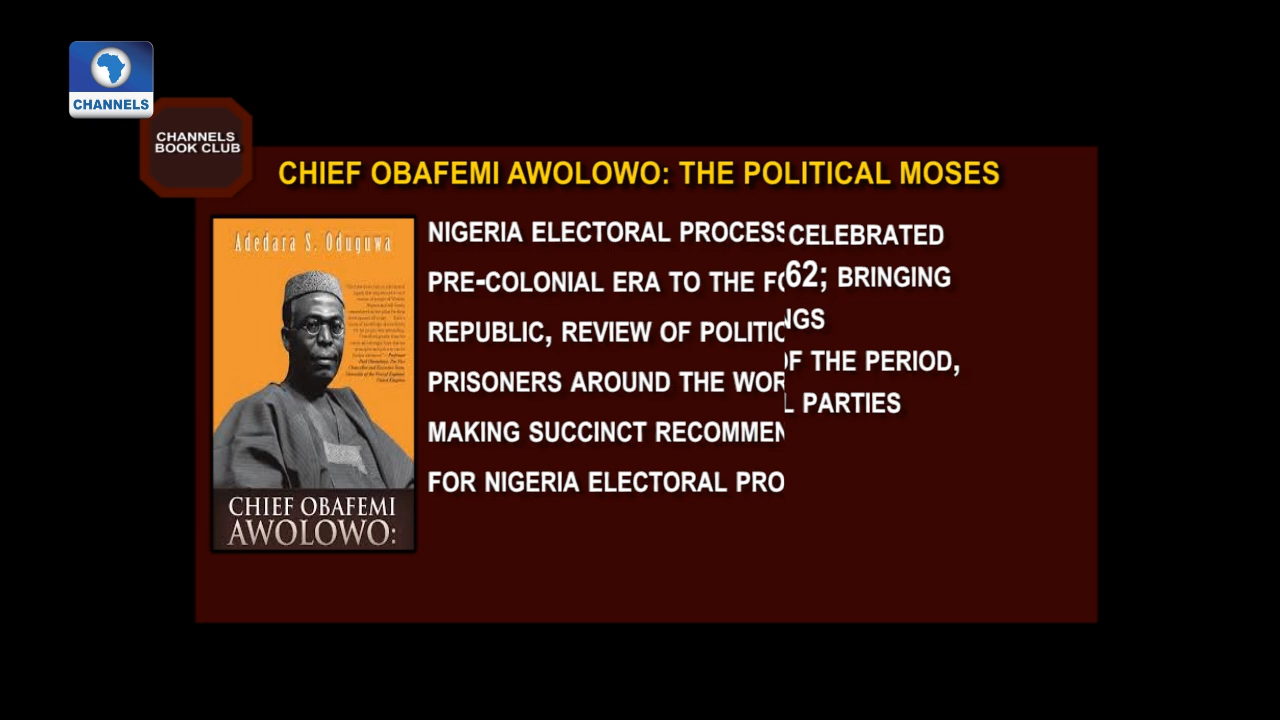 CHANNELS
CHANNELS
BOOK CLUB
CHIEF OBAFEMI AWOLOWO: THE POLITICAL MOSES
Adedara S. Oduguwa
CHIEF OBAFEMI
AWOLOWO:
NIGERIA ELECTORAL PROCESS CELEBRATED
PRE-COLONIAL ERA TO THE FO 62; BRINGING
REPUBLIC, REVIEW OF POLITIC NGS
PRISONERS AROUND THE WOR OF THE PERIOD,
MAKING SUCCINCT RECOMMEN L PARTIES
FOR NIGERIA ELECTORAL PRO